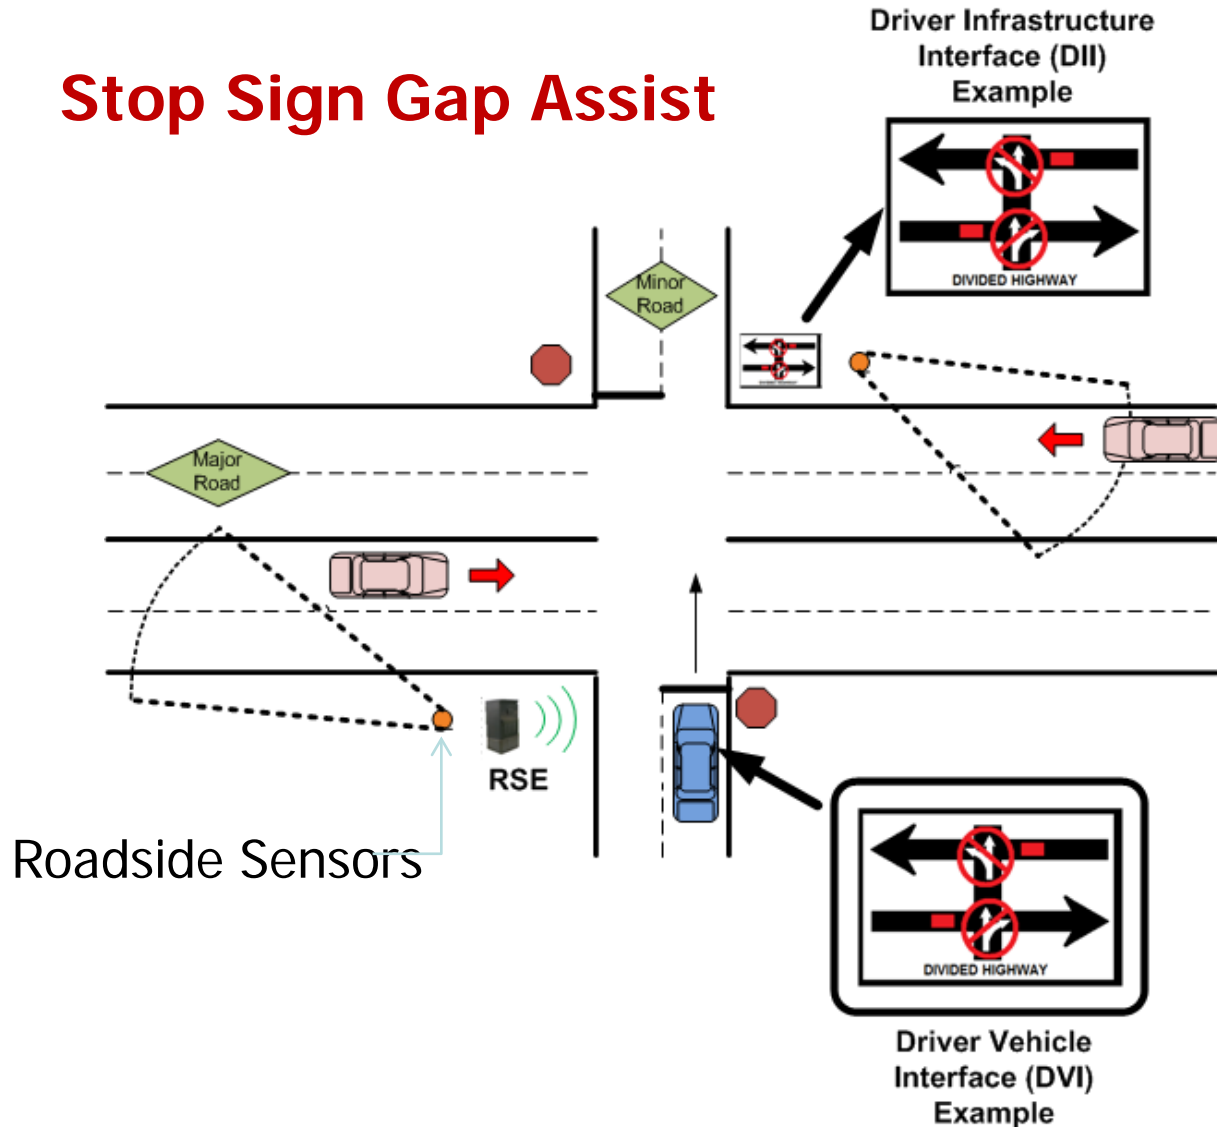 Driver Infrastructure
Interface (DII)
Example
Stop Sign Gap Assist
DIVIDED HIGHWAY
Minor
Road
Major
Road
RSE
Roadside Sensors
DIVIDED HIGHWAY
Driver Vehicle
Interface (DVI)
Example